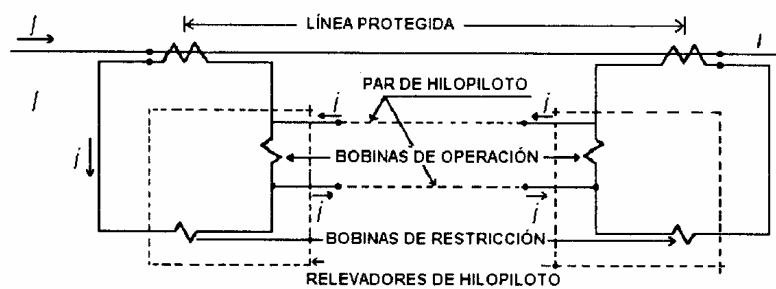 I
LÍNEA PROTEGIDA
I
I
i
PAR DE HILOPILOTO
i
i
BOBINAS DE OPERACIÓN
i
i
BOBINAS DE RESTRICCIÓN
RELEVADORES DE HILOPILOTO